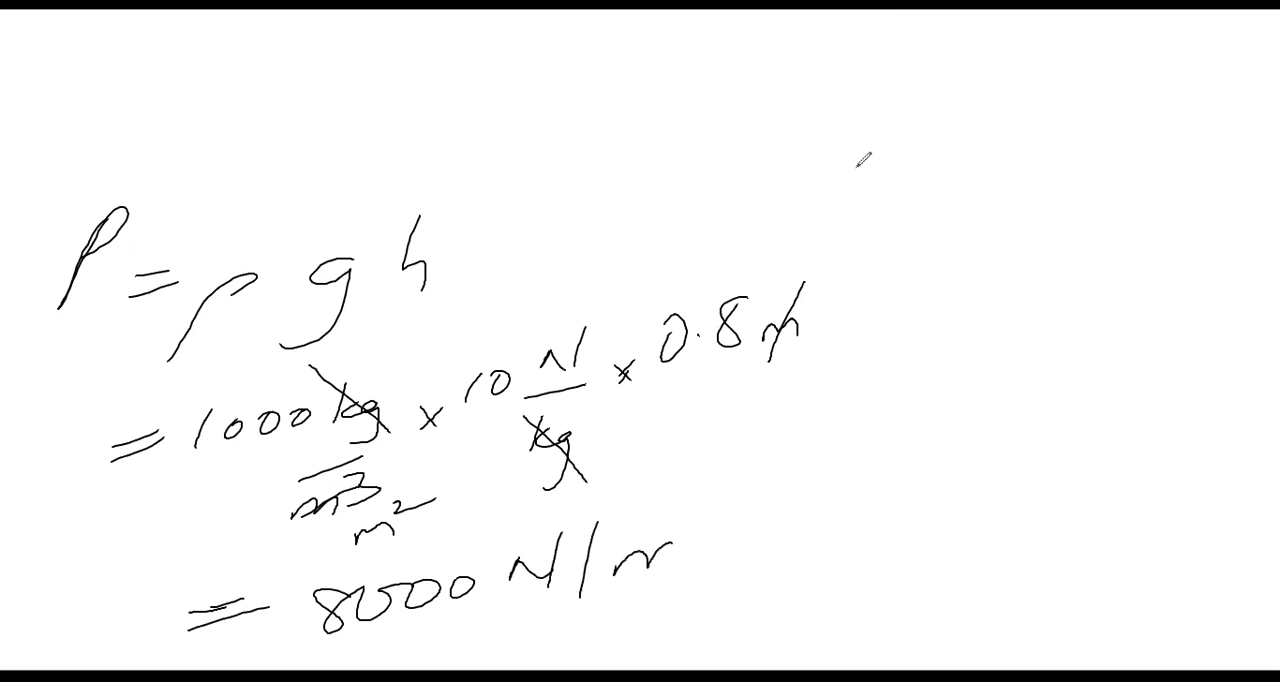 P = ρ g h
= 1000 kg/m³ m² × 10 N/kg × 0.8 m
= 8000 N/m